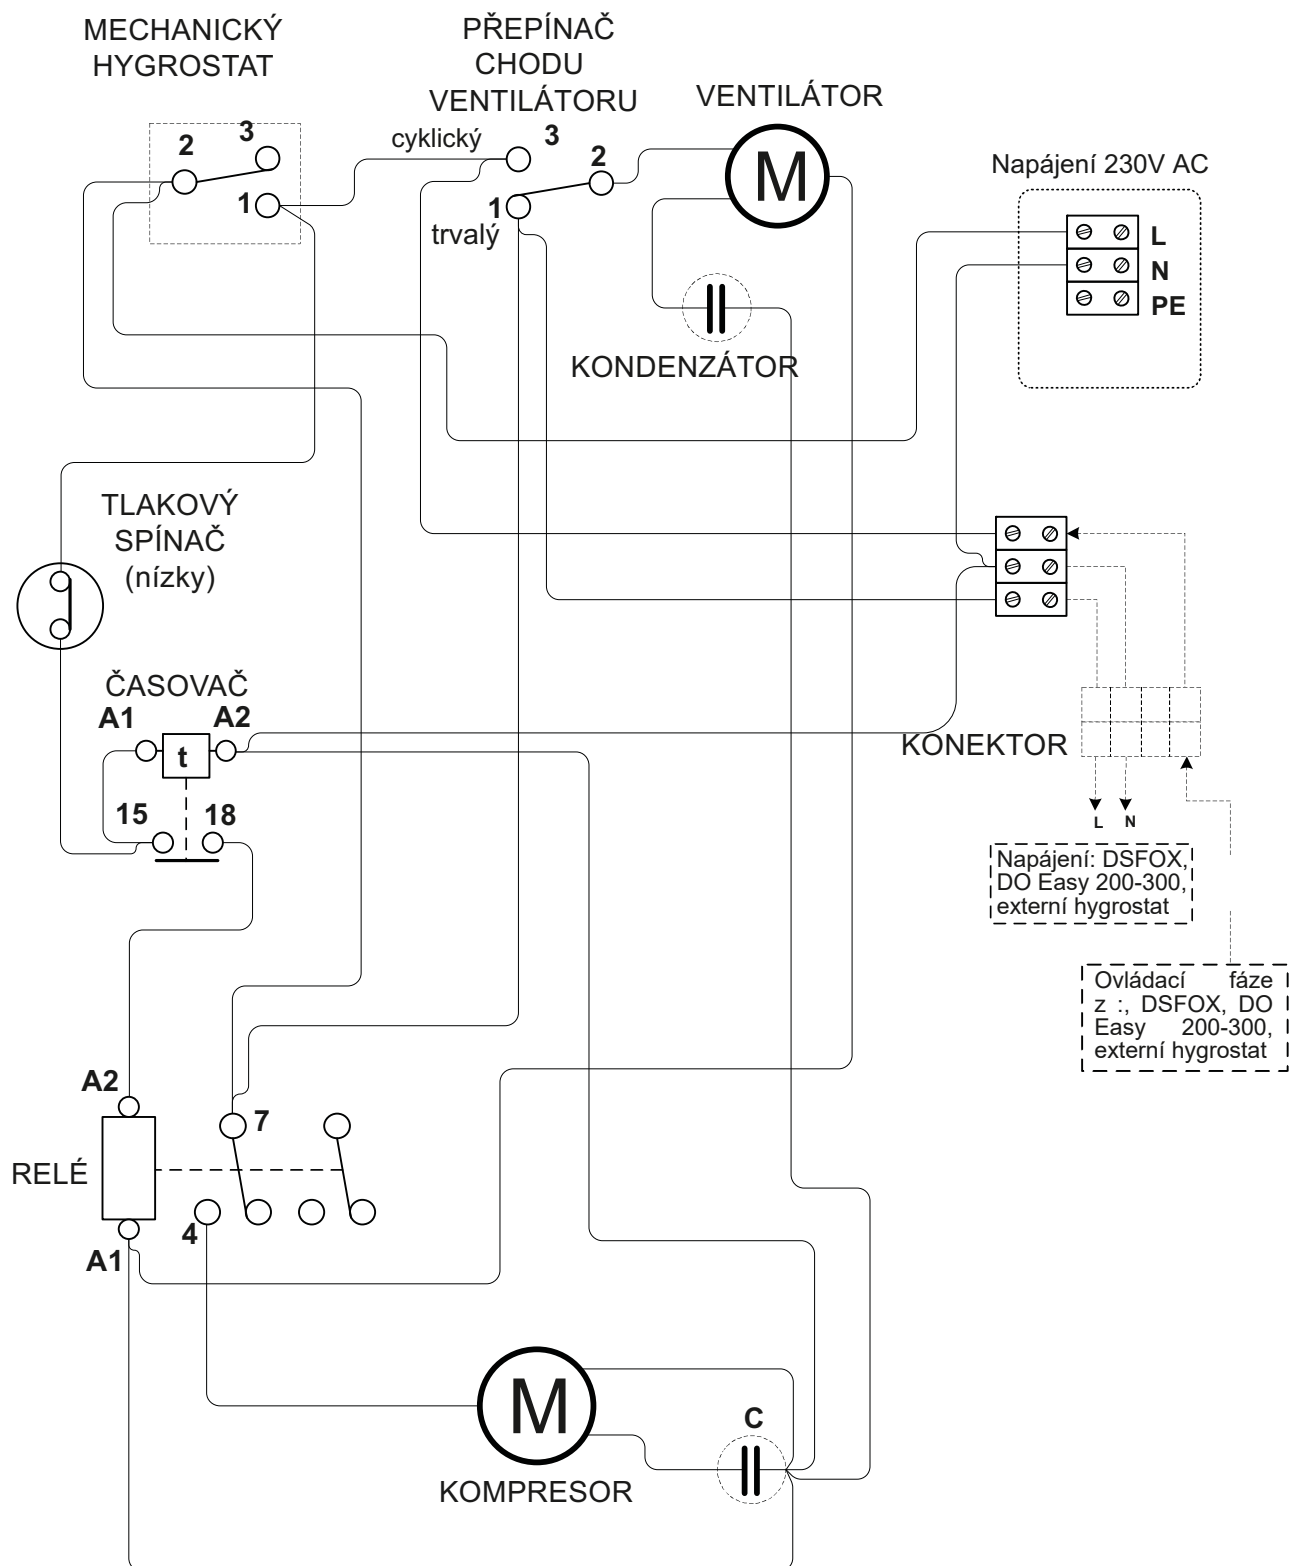 MECHANICKÝ
HYGROSTAT
PŘEPÍNAČ
CHODU
VENTILÁTORU
VENTILÁTOR
cyklický
3
2
1
3
2
1
trvalý
M
Napájení 230V AC
L
N
PE
KONDENZÁTOR
TLAKOVÝ
SPÍNAČ
(nízky)
ČASOVAČ
A1
A2
t
15
18
KONEKTOR
L N
Napájení: DSFOX,
DO Easy 200-300,
externí hygrostat
Ovládací fáze
z :, DSFOX, DO
Easy 200-300,
externí hygrostat
A2
7
RELÉ
4
A1
M
C
KOMPRESOR